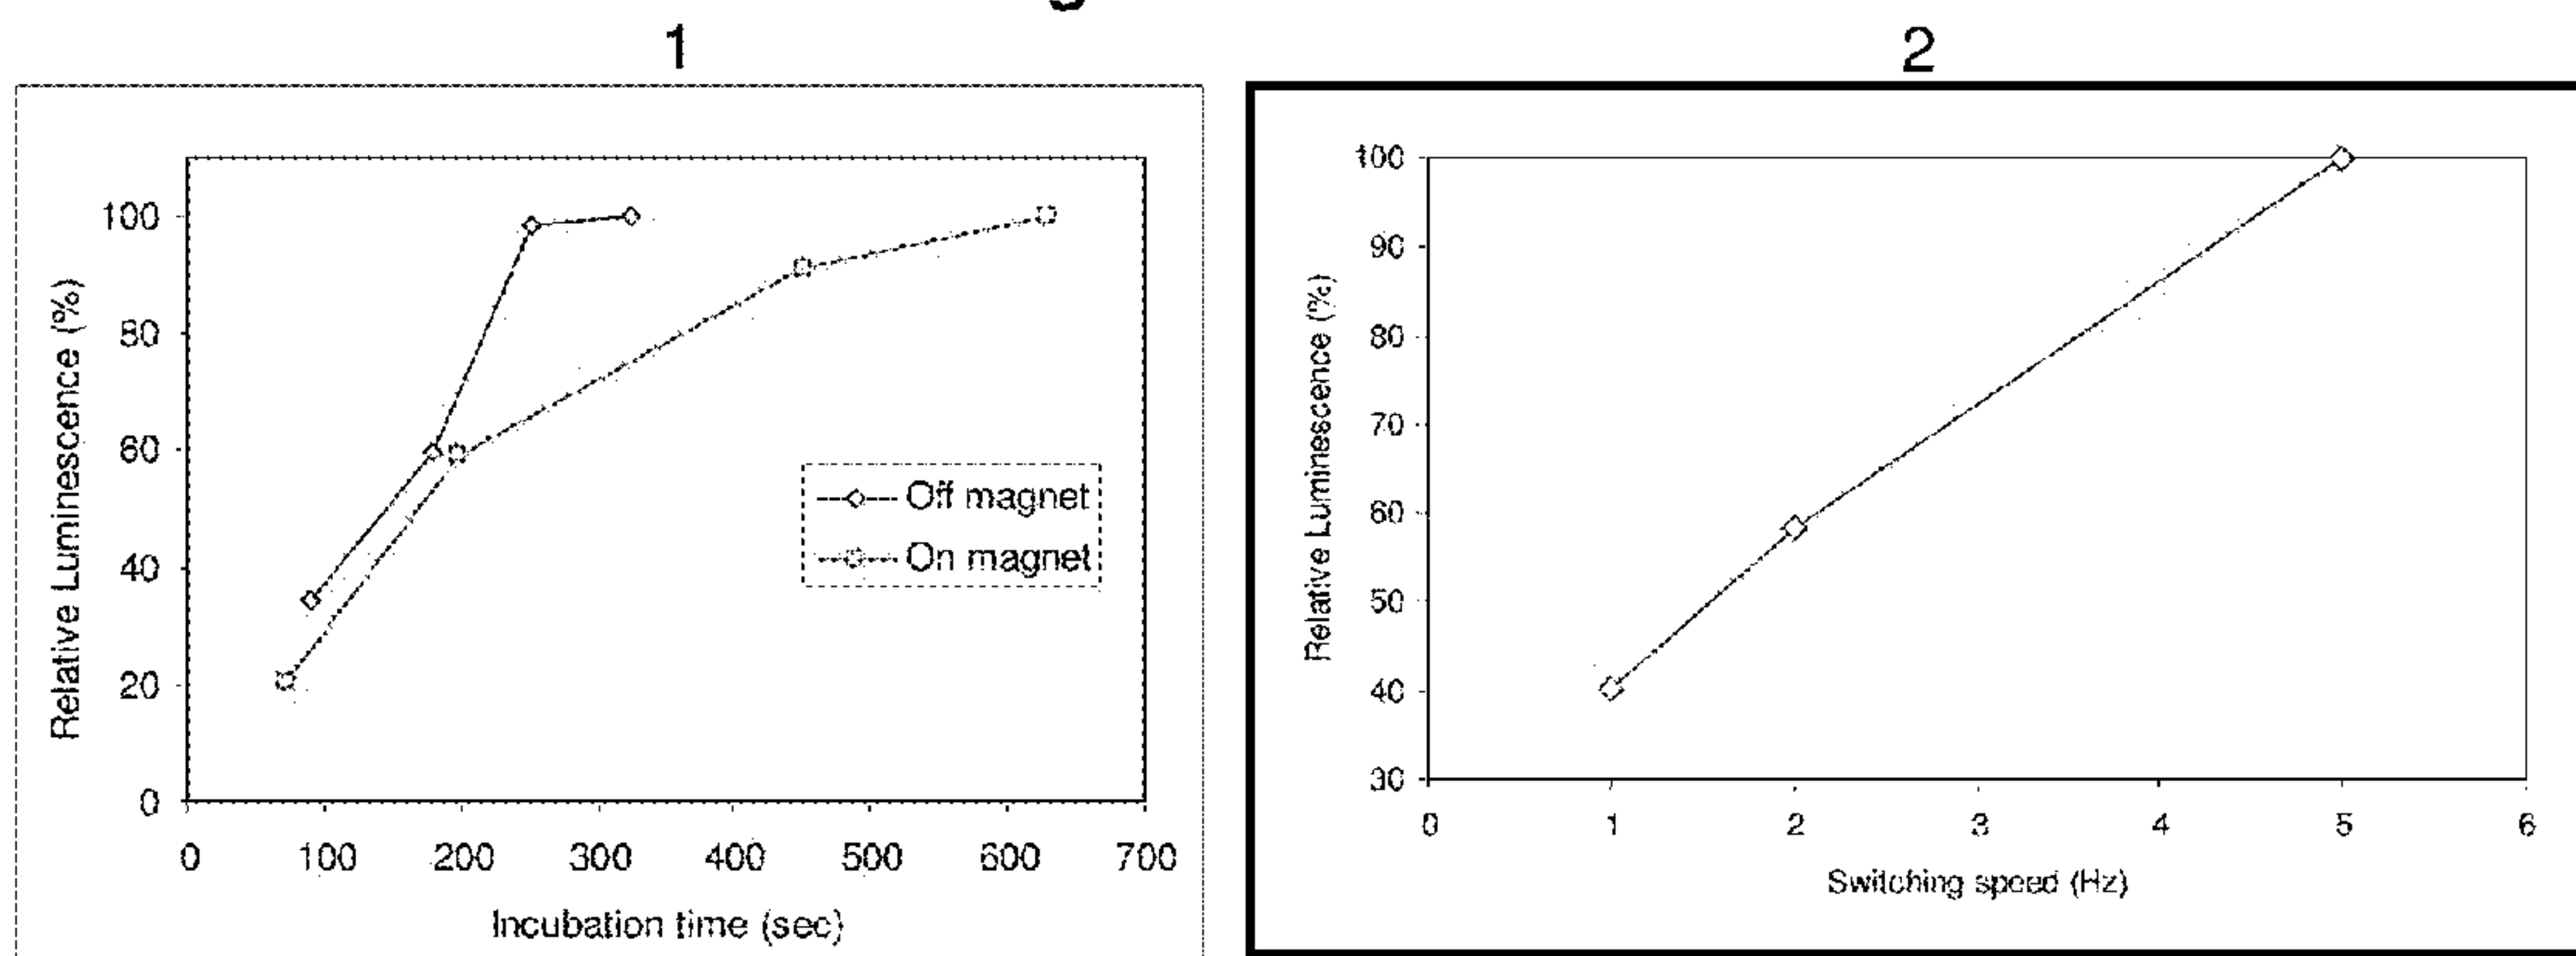 1
100
80
60
40
20
0
Relative Luminescence (%)
Off magnet
On magnet
0 100 200 300 400 500 600 700
Incubation time (sec)
2
100
90
80
70
60
50
40
30
Relative Luminescence (%)
0 1 2 3 4 5 6
Switching speed (Hz)